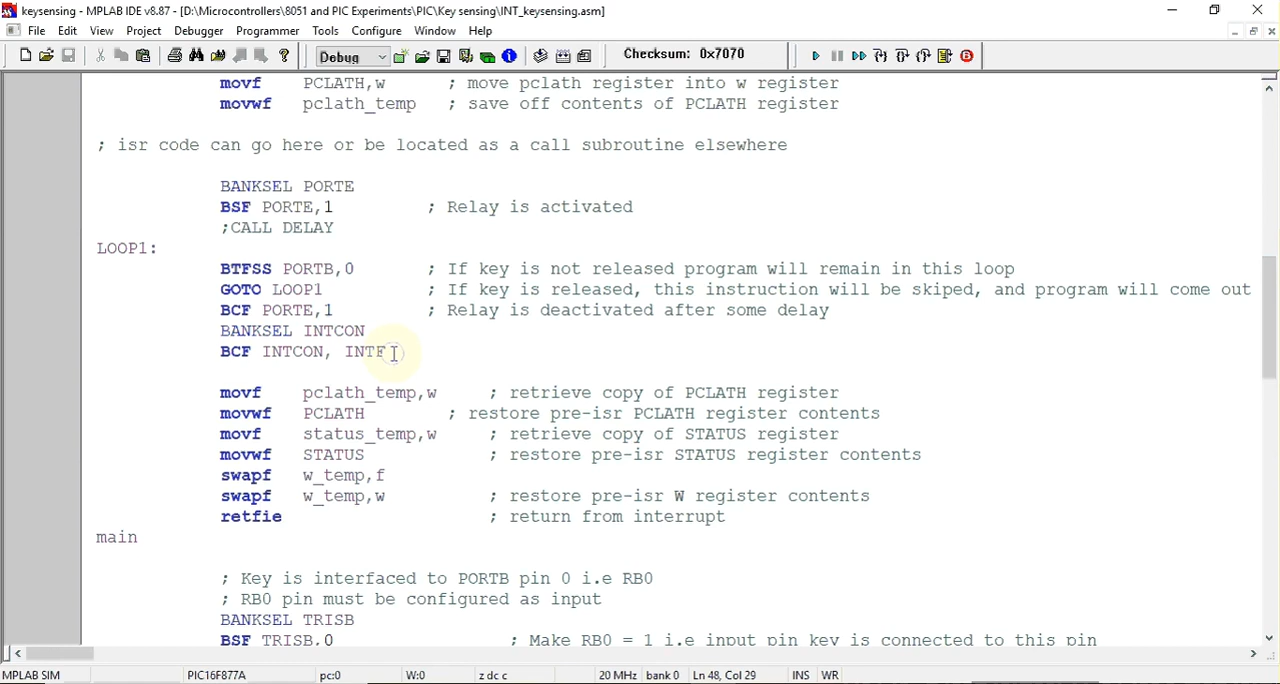 keysensing - MPLAB IDE v8.87 - [D:\Microcontrollers\8051 and PIC Experiments\PIC\Key sensing\INT_keysensing.asm]
File Edit View Project Debugger Programmer Tools Configure Window Help
Debug Checksum: 0x7070
movf PCLATH,w ; move pclath register into w register
movwf pclath_temp ; save off contents of PCLATH register
; isr code can go here or be located as a call subroutine elsewhere
BANKSEL PORTE
BSF PORTE,1 ; Relay is activated
;CALL DELAY
LOOP1:
BTFSS PORTB,0 ; If key is not released program will remain in this loop
GOTO LOOP1 ; If key is released, this instruction will be skiped, and program will come out
BCF PORTE,1 ; Relay is deactivated after some delay
BANKSEL INTCON
BCF INTCON, INTF
movf pclath_temp,w ; retrieve copy of PCLATH register
movwf PCLATH ; restore pre-isr PCLATH register contents
movf status_temp,w ; retrieve copy of STATUS register
movwf STATUS ; restore pre-isr STATUS register contents
swapf w_temp,f
swapf w_temp,w ; restore pre-isr W register contents
retfie ; return from interrupt
main
; Key is interfaced to PORTB pin 0 i.e RB0
; RB0 pin must be configured as input
BANKSEL TRISB
BSF TRISB,0 ; Make RB0 = 1 i.e input pin key is connected to this pin
MPLAB SIM PIC16F877A pc:0 W:0 z dc c 20 MHz bank 0 Ln 48, Col 29 INS WR